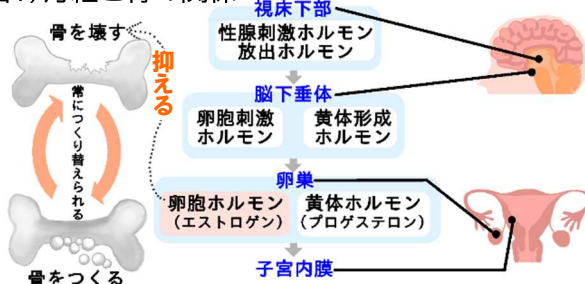 骨を壊す
抑える
常につくり替えられる
骨をつくる
視床下部
性腺刺激ホルモン
放出ホルモン
脳下垂体
卵胞刺激
ホルモン
黄体形成
ホルモン
卵巣
卵胞ホルモン
(エストロゲン)
黄体ホルモン
(プロゲステロン)
子宮内膜